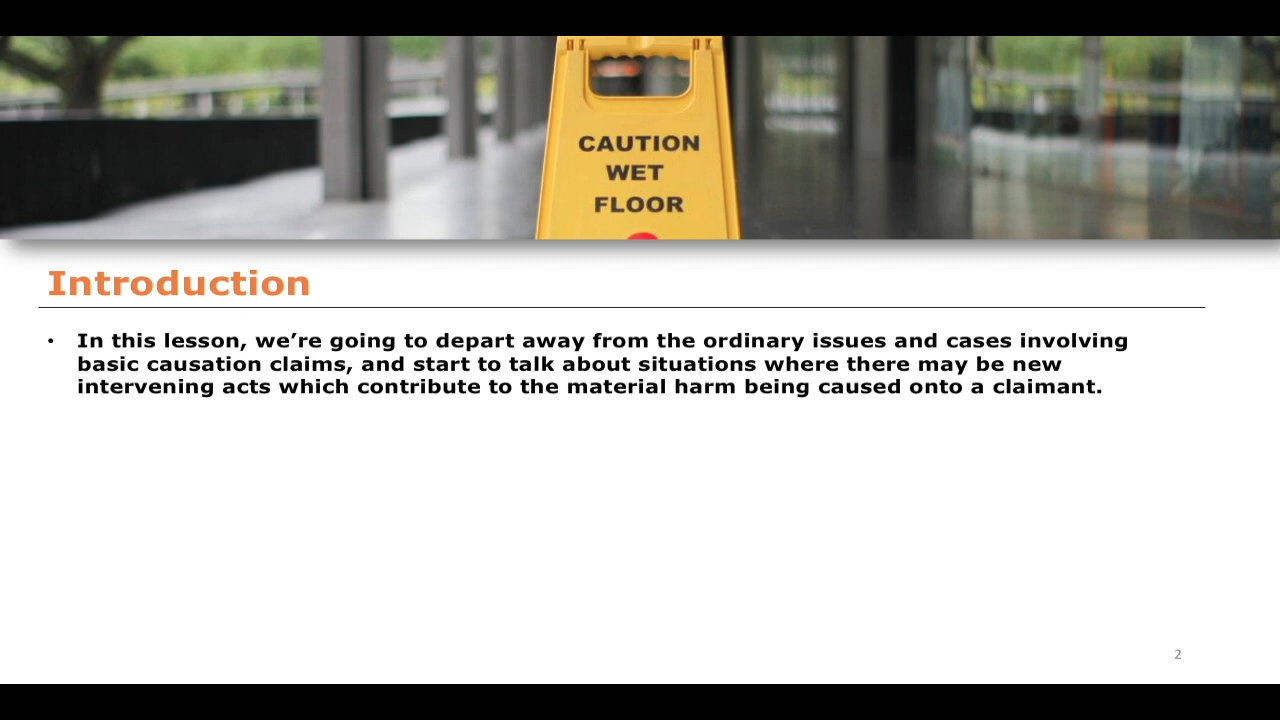 CAUTION
WET
FLOOR
Introduction
• In this lesson, we’re going to depart away from the ordinary issues and cases involving
basic causation claims, and start to talk about situations where there may be new
intervening acts which contribute to the material harm being caused onto a claimant.
2